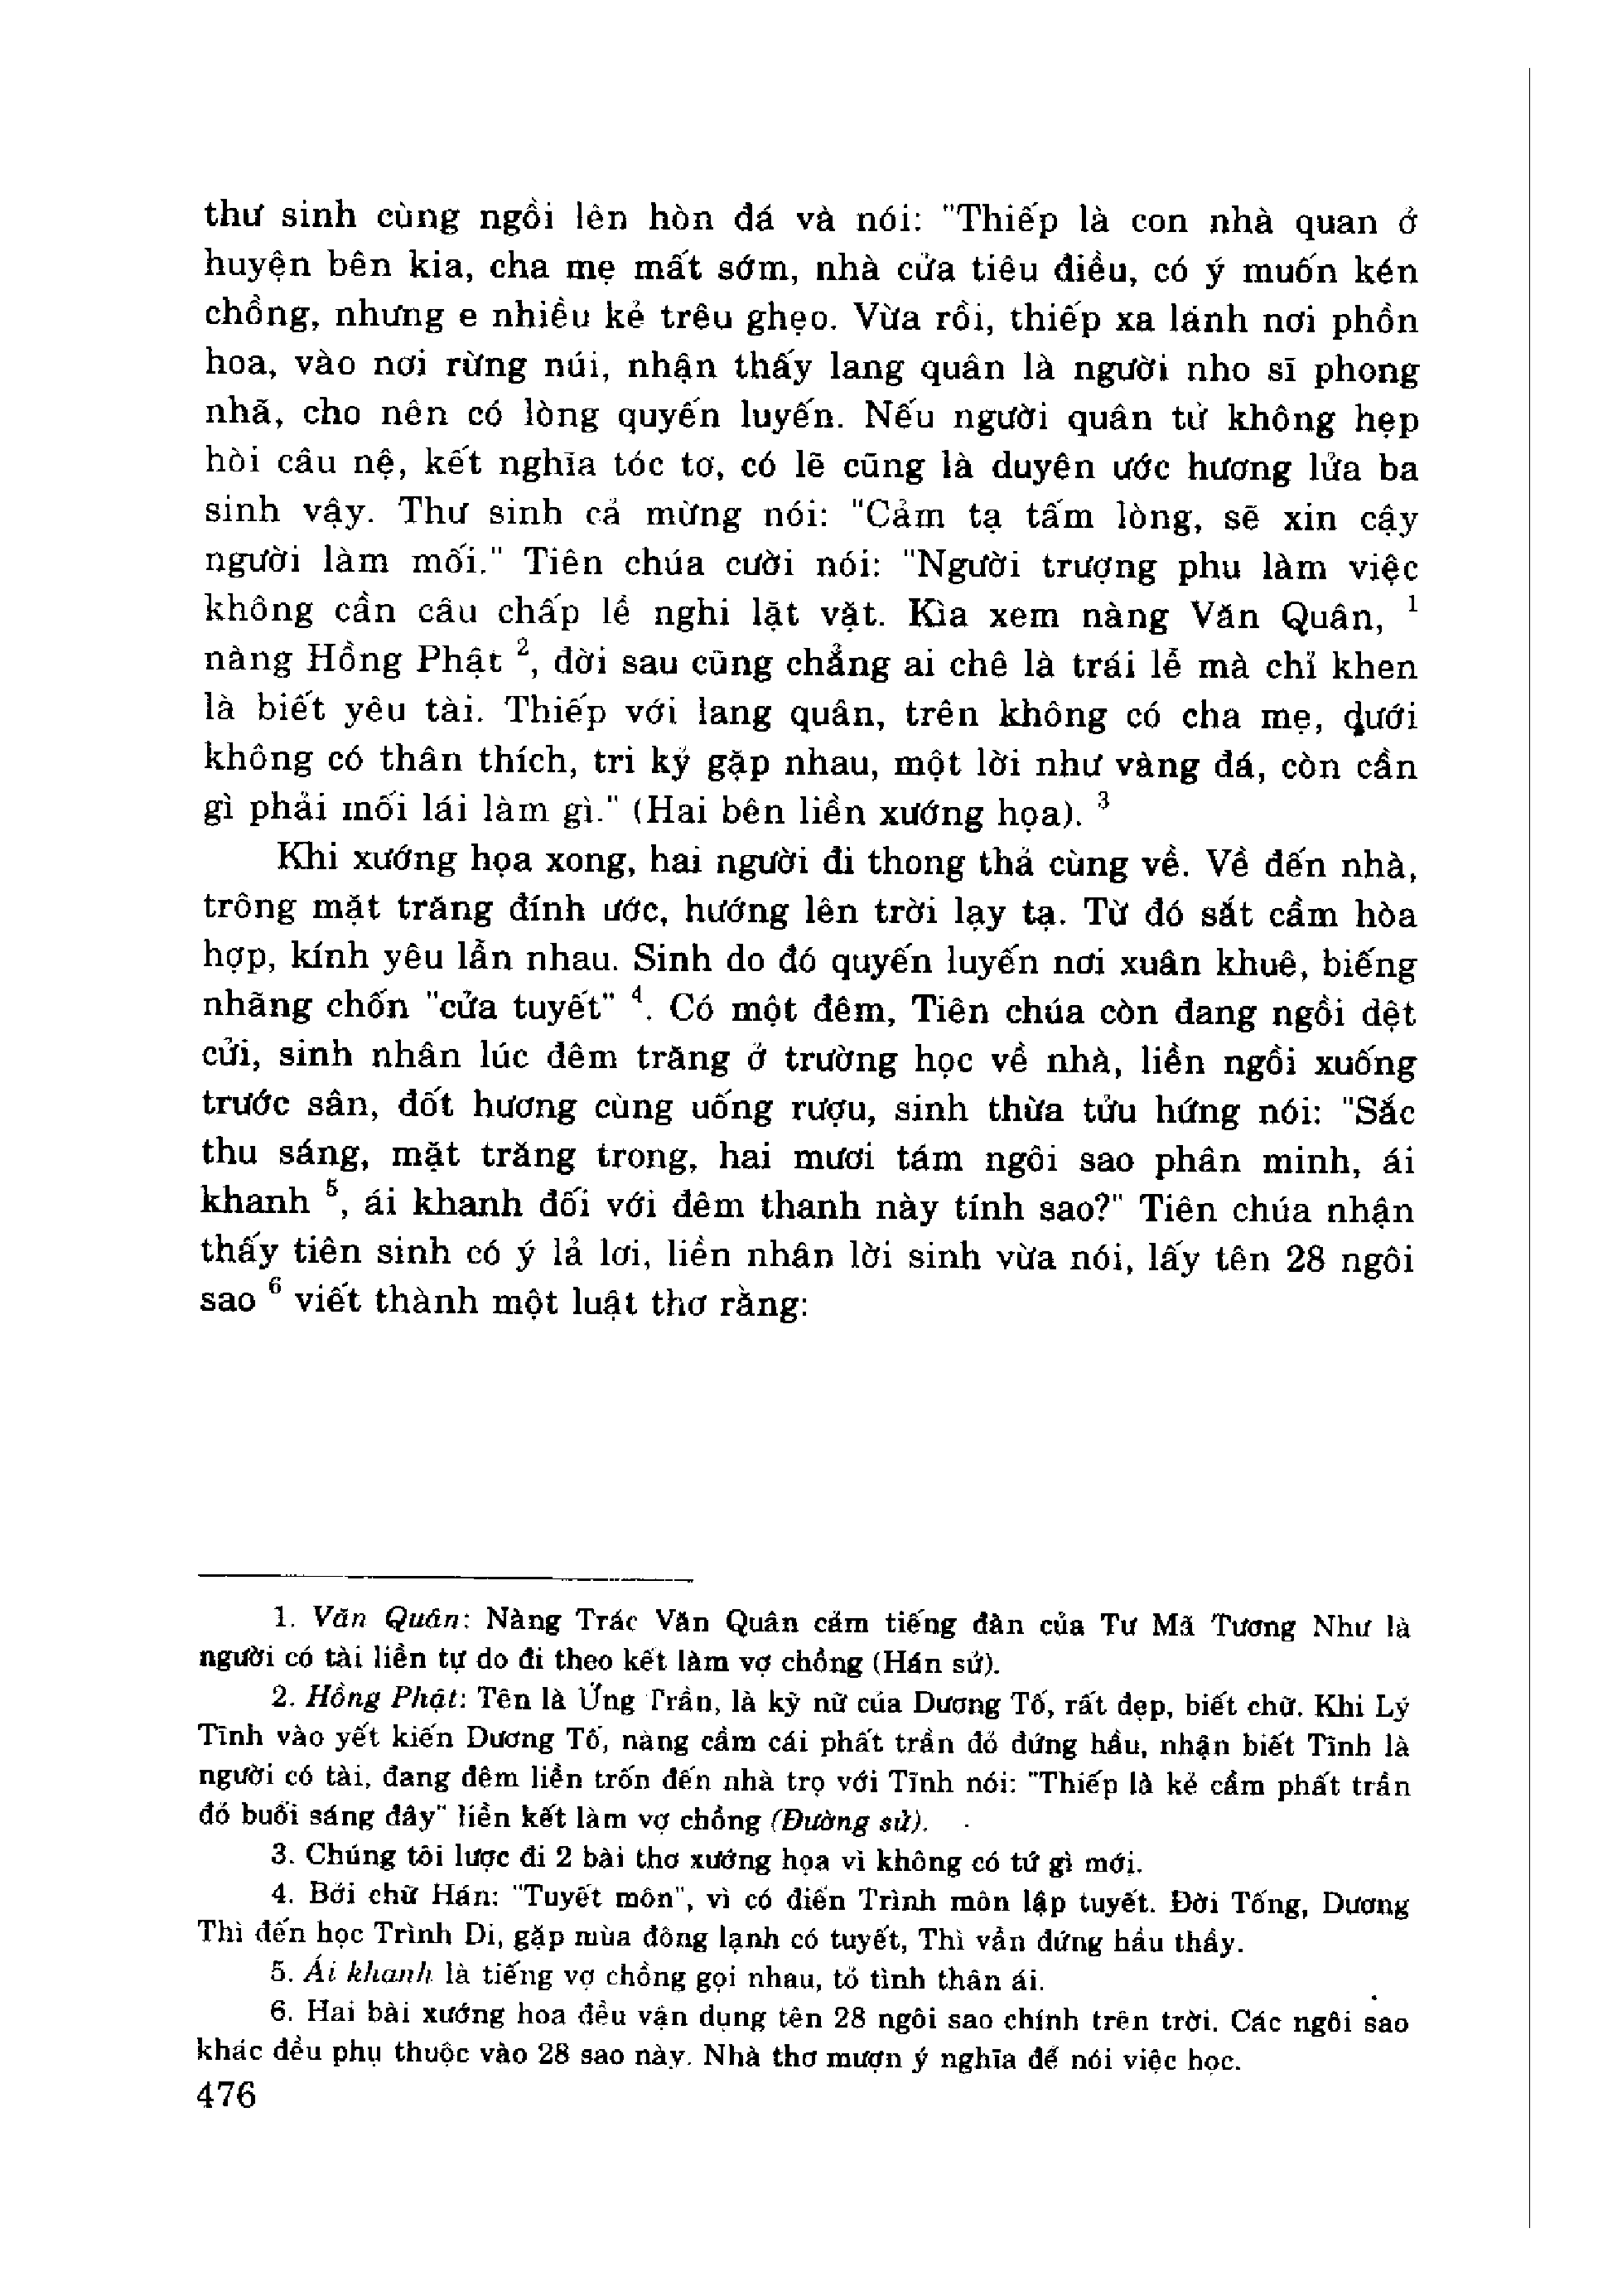 thư sinh cùng ngồi lên hòn đá và nói: "Thiếp là con nhà quan ở
huyện bên kia, cha mẹ mất sớm, nhà cửa tiêu điều, có ý muốn kén
chồng, nhưng e nhiều kẻ trêu ghẹo. Vừa rồi, thiếp xa lánh nơi phồn
hoa, vào nơi rừng núi, nhận thấy lang quân là người nho sĩ phong
nhã, cho nên có lòng quyến luyến. Nếu người quân tử không hẹp
hòi câu nệ, kết nghĩa tóc tơ, có lẽ cũng là duyên ước hương lửa ba
sinh vậy. Thư sinh cả mừng nói: "Cảm tạ tấm lòng, sẽ xin cậy
người làm mối." Tiên chúa cười nói: "Người trượng phu làm việc
không cần câu chấp lễ nghi lặt vặt. Kìa xem nàng Văn Quân, 1
nàng Hồng Phật 2, đời sau cũng chẳng ai chê là trái lễ mà chỉ khen
là biết yêu tài. Thiếp với lang quân, trên không có cha mẹ, dưới
không có thân thích, tri kỷ gặp nhau, một lời như vàng đá, còn cần
gì phải mối lái làm gì." (Hai bên liền xướng họa). 3
Khi xướng họa xong, hai người đi thong thả cùng về. Về đến nhà,
trông mặt trăng đính ước, hướng lên trời lạy tạ. Từ đó sắt cầm hòa
hợp, kính yêu lẫn nhau. Sinh do đó quyến luyến nơi xuân khuê, biếng
nhãng chốn "cửa tuyết" 4. Có một đêm, Tiên chúa còn đang ngồi dệt
cửi, sinh nhân lúc đêm trăng ở trường học về nhà, liền ngồi xuống
trước sân, đốt hương cùng uống rượu, sinh thừa tửu hứng nói: "Sắc
thu sáng, mặt trăng trong, hai mươi tám ngôi sao phân minh, ái
khanh 5, ái khanh đối với đêm thanh này tính sao?" Tiên chúa nhận
thấy tiên sinh có ý lả lơi, liền nhân lời sinh vừa nói, lấy tên 28 ngôi
sao 6 viết thành một luật thơ rằng:
1. Văn Quân: Nàng Trác Văn Quân cảm tiếng đàn của Tư Mã Tương Như là
người có tài liền tự do đi theo kết làm vợ chồng (Hán sử).
2. Hồng Phật: Tên là Ứng Trần, là kỹ nữ của Dương Tố, rất đẹp, biết chữ. Khi Lý
Tĩnh vào yết kiến Dương Tố, nàng cầm cái phất trần đỏ đứng hầu, nhận biết Tĩnh là
người có tài, đang đêm liền trốn đến nhà trọ với Tĩnh nói: "Thiếp là kẻ cầm phất trần
đỏ buổi sáng đây" liền kết làm vợ chồng (Đường sử).
3. Chúng tôi lược đi 2 bài thơ xướng họa vì không có tứ gì mới.
4. Bởi chữ Hán: "Tuyết môn", vì có điển Trình môn lập tuyết. Đời Tống, Dương
Thì đến học Trình Di, gặp mùa đông lạnh có tuyết, Thì vẫn đứng hầu thầy.
5. Ái khanh là tiếng vợ chồng gọi nhau, tỏ tình thân ái.
6. Hai bài xướng hoa đều vận dụng tên 28 ngôi sao chính trên trời. Các ngôi sao
khác đều phụ thuộc vào 28 sao này. Nhà thơ mượn ý nghĩa để nói việc học.
476